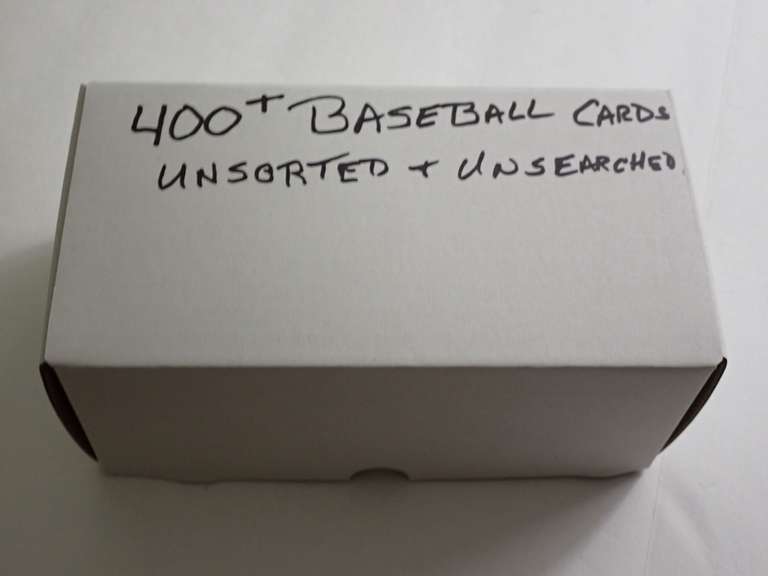 400+ BASEBALL CARDS
UNSORTED + UNSEARCHED